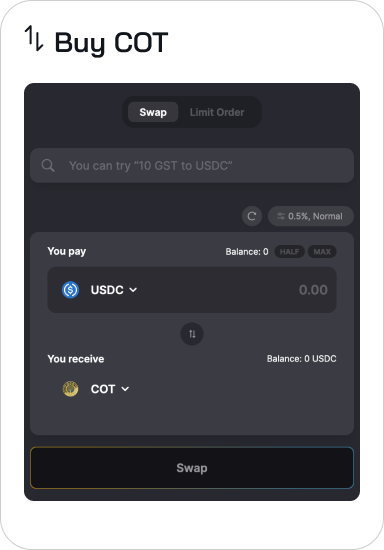 Buy COT
Swap Limit Order
You can try "10 GST to USDC"
0.5%, Normal
You pay Balance: 0 HALF MAX
USDC 0.00
You receive Balance: 0 USDC
COT
Swap